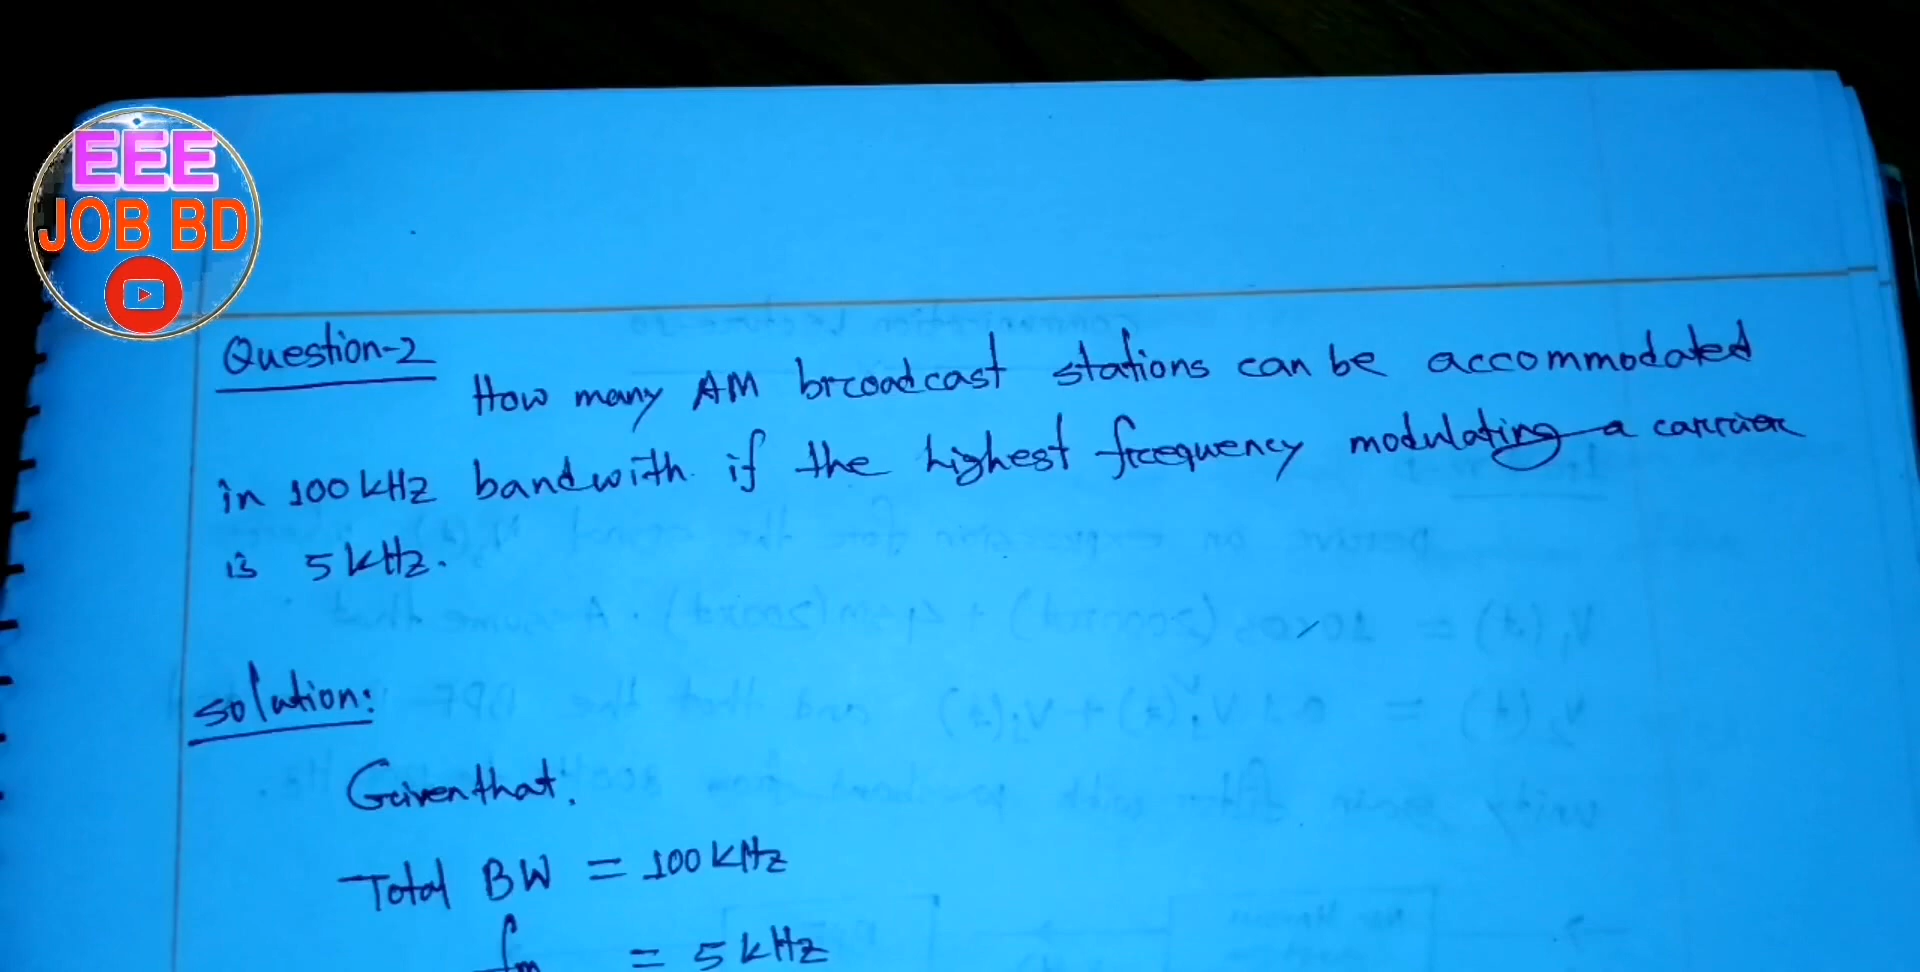 EEE
JOB BD
Question-2
How many AM broadcast stations can be accommodated
in 100 kHz bandwith if the highest frequency modulating a carrier
is 5 kHz.
solution:
Given that,
Total BW = 100 kHz
fm = 5 kHz